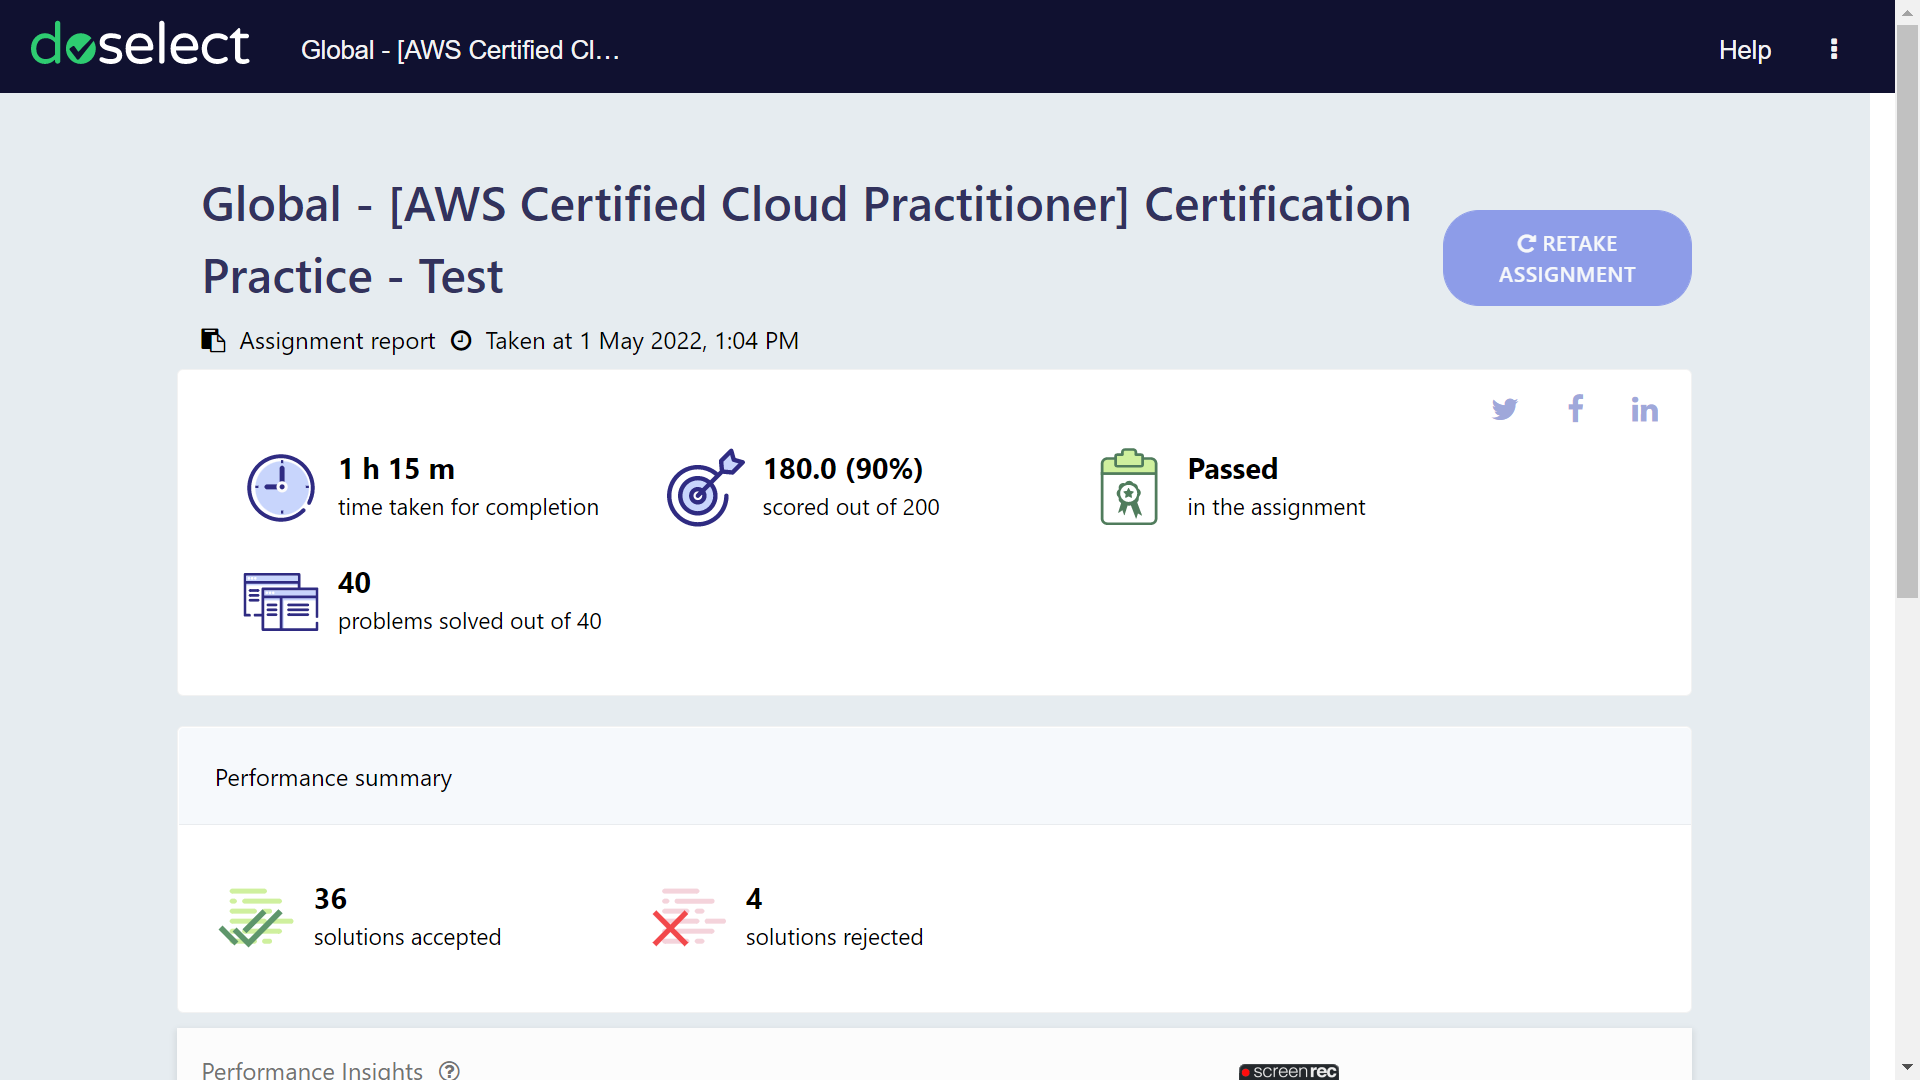 doselect
Global - [AWS Certified Cl...
Help
Global - [AWS Certified Cloud Practitioner] Certification
Practice - Test
RETAKE
ASSIGNMENT
Assignment report Taken at 1 May 2022, 1:04 PM
1 h 15 m
time taken for completion
180.0 (90%)
scored out of 200
Passed
in the assignment
40
problems solved out of 40
Performance summary
36
solutions accepted
4
solutions rejected
Performance Insights
screenrec